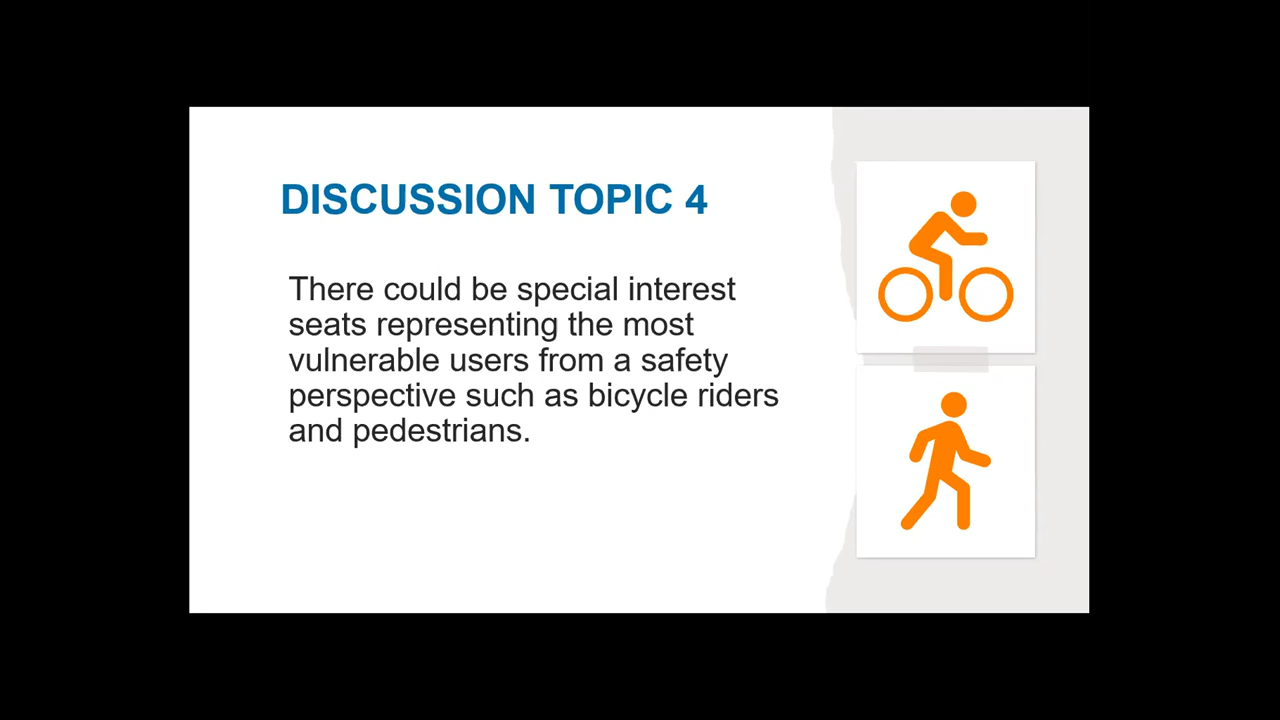 DISCUSSION TOPIC 4
There could be special interest
seats representing the most
vulnerable users from a safety
perspective such as bicycle riders
and pedestrians.